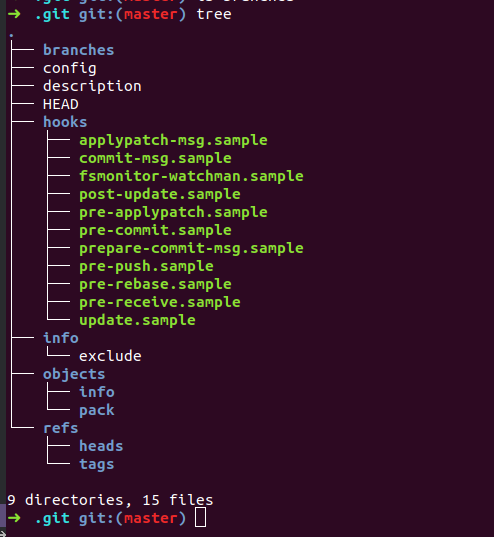 ➜ .git git:(master) tree
.
├── branches
├── config
├── description
├── HEAD
├── hooks
│   ├── applypatch-msg.sample
│   ├── commit-msg.sample
│   ├── fsmonitor-watchman.sample
│   ├── post-update.sample
│   ├── pre-applypatch.sample
│   ├── pre-commit.sample
│   ├── prepare-commit-msg.sample
│   ├── pre-push.sample
│   ├── pre-rebase.sample
│   ├── pre-receive.sample
│   └── update.sample
├── info
│   └── exclude
├── objects
│   ├── info
│   └── pack
└── refs
    ├── heads
    └── tags

9 directories, 15 files
➜ .git git:(master)